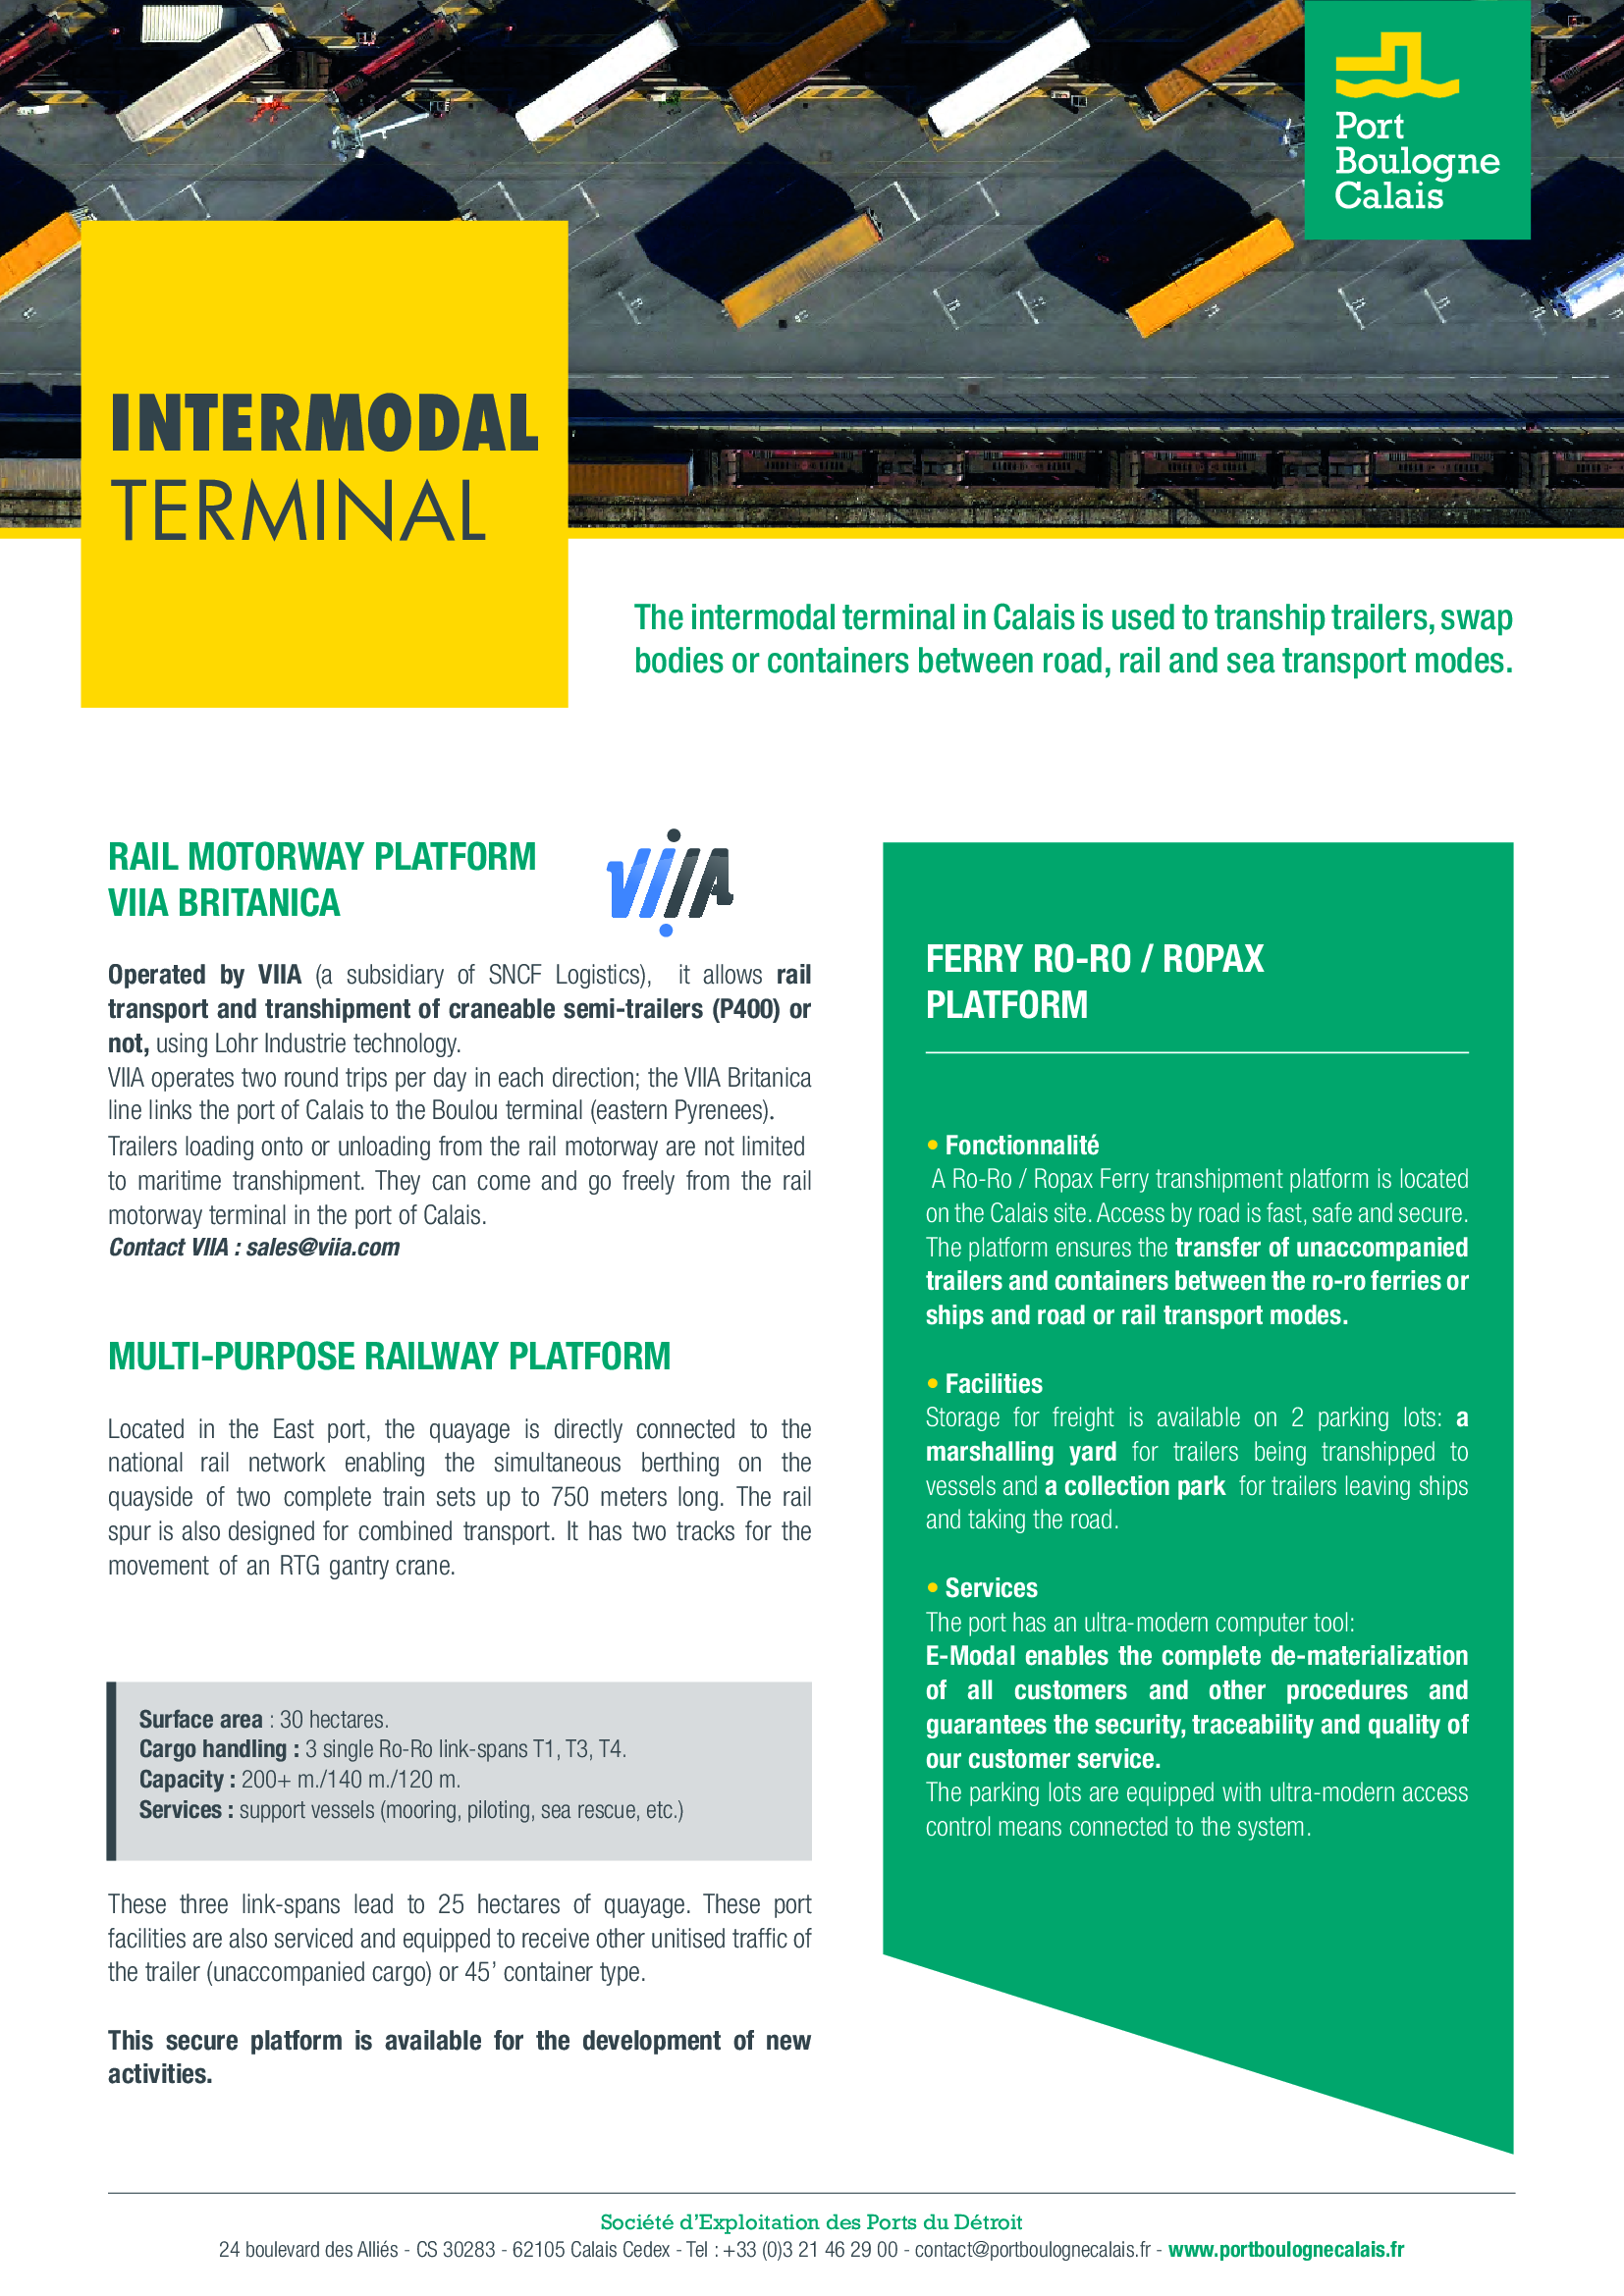 Port
Boulogne
Calais
INTERMODAL
TERMINAL
The intermodal terminal in Calais is used to tranship trailers, swap
bodies or containers between road, rail and sea transport modes.
RAIL MOTORWAY PLATFORM
VIIA BRITANICA
VIIA
Operated by VIIA (a subsidiary of SNCF Logistics), it allows rail
transport and transhipment of craneable semi-trailers (P400) or
not, using Lohr Industrie technology.
VIIA operates two round trips per day in each direction; the VIIA Britanica
line links the port of Calais to the Boulou terminal (eastern Pyrenees).
Trailers loading onto or unloading from the rail motorway are not limited
to maritime transhipment. They can come and go freely from the rail
motorway terminal in the port of Calais.
Contact VIIA : sales@viia.com
MULTI-PURPOSE RAILWAY PLATFORM
Located in the East port, the quayage is directly connected to the
national rail network enabling the simultaneous berthing on the
quayside of two complete train sets up to 750 meters long. The rail
spur is also designed for combined transport. It has two tracks for the
movement of an RTG gantry crane.
Surface area : 30 hectares.
Cargo handling : 3 single Ro-Ro link-spans T1, T3, T4.
Capacity : 200+ m./140 m./120 m.
Services : support vessels (mooring, piloting, sea rescue, etc.)
These three link-spans lead to 25 hectares of quayage. These port
facilities are also serviced and equipped to receive other unitised traffic of
the trailer (unaccompanied cargo) or 45’ container type.
This secure platform is available for the development of new
activities.
FERRY RO-RO / ROPAX
PLATFORM
• Fonctionnalité
A Ro-Ro / Ropax Ferry transhipment platform is located
on the Calais site. Access by road is fast, safe and secure.
The platform ensures the transfer of unaccompanied
trailers and containers between the ro-ro ferries or
ships and road or rail transport modes.
• Facilities
Storage for freight is available on 2 parking lots: a
marshalling yard for trailers being transhipped to
vessels and a collection park for trailers leaving ships
and taking the road.
• Services
The port has an ultra-modern computer tool:
E-Modal enables the complete de-materialization
of all customers and other procedures and
guarantees the security, traceability and quality of
our customer service.
The parking lots are equipped with ultra-modern access
control means connected to the system.
Société d’Exploitation des Ports du Détroit
24 boulevard des Alliés - CS 30283 - 62105 Calais Cedex - Tel : +33 (0)3 21 46 29 00 - contact@portboulognecalais.fr - www.portboulognecalais.fr